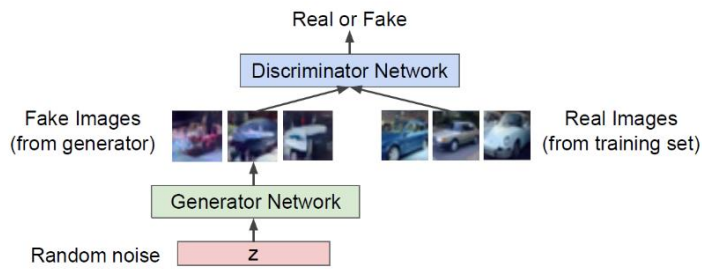 Real or Fake
Discriminator Network
Fake Images
(from generator)
Real Images
(from training set)
Generator Network
Random noise
z